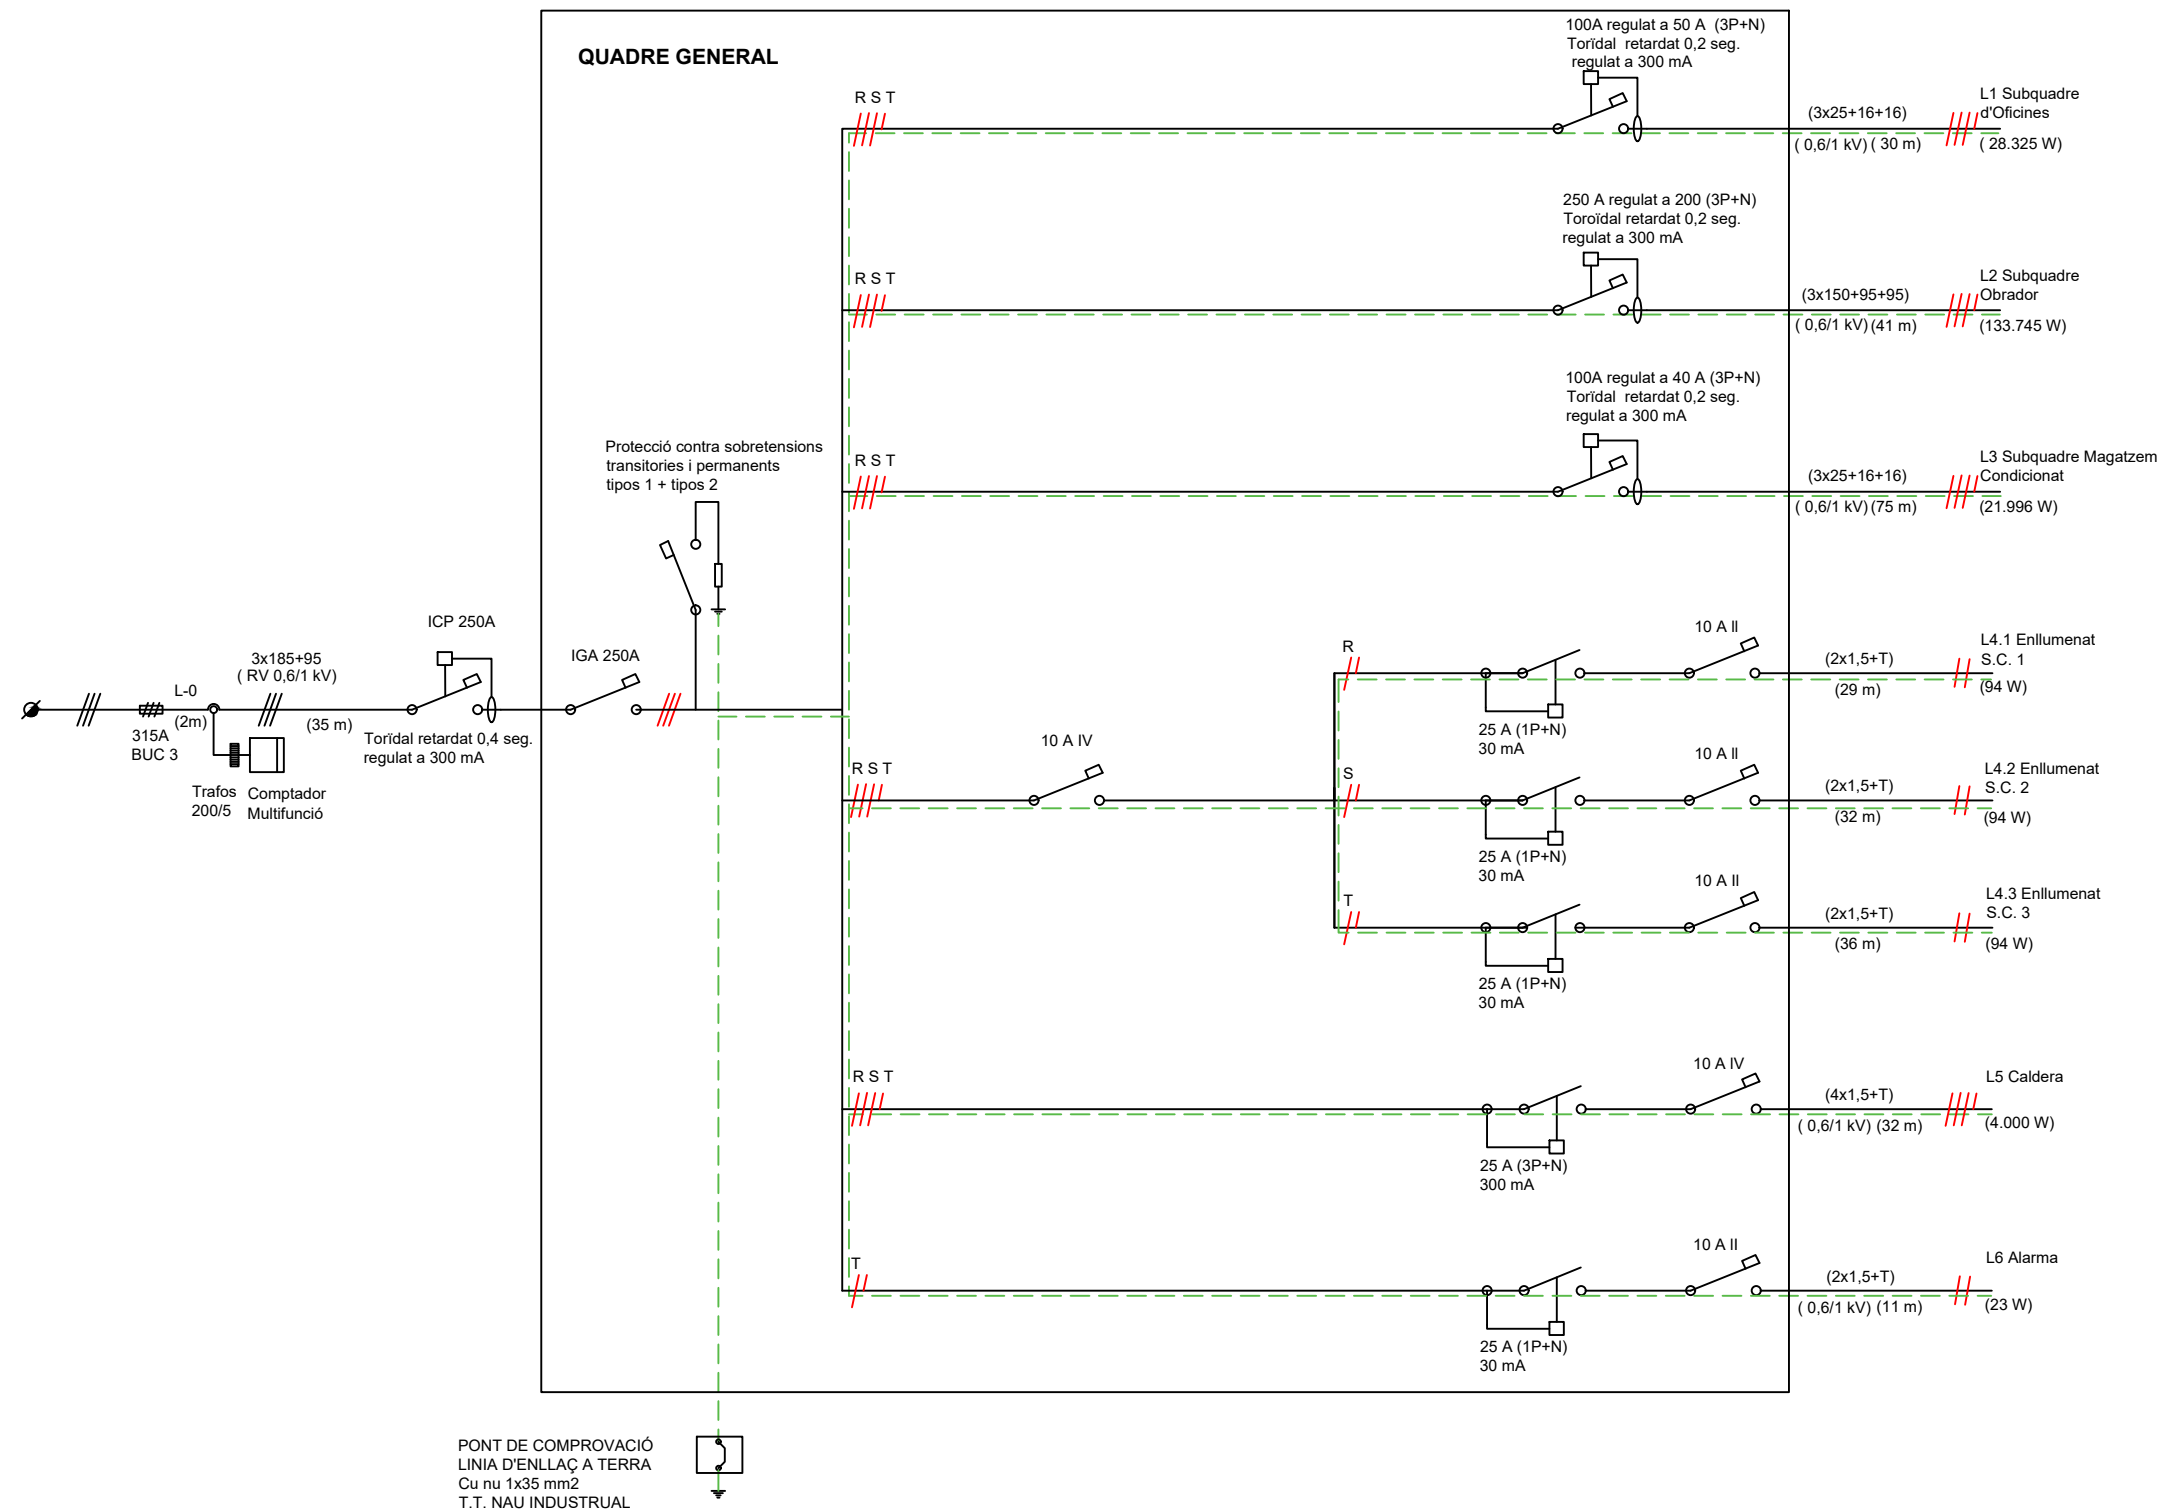 QUADRE GENERAL
100A regulat a 50 A (3P+N)
Torïdal retardat 0,2 seg.
regulat a 300 mA
R S T
(3x25+16+16)
( 0,6/1 kV) ( 30 m)
L1 Subquadre
d'Oficines
( 28.325 W)
250 A regulat a 200 (3P+N)
Toroïdal retardat 0,2 seg.
regulat a 300 mA
R S T
(3x150+95+95)
( 0,6/1 kV) (41 m)
L2 Subquadre
Obrador
(133.745 W)
100A regulat a 40 A (3P+N)
Torïdal retardat 0,2 seg.
regulat a 300 mA
R S T
(3x25+16+16)
( 0,6/1 kV) (75 m)
L3 Subquadre Magatzem
Condicionat
(21.996 W)
Protecció contra sobretensions
transitories i permanents
tipos 1 + tipos 2
ICP 250A
IGA 250A
3x185+95
( RV 0,6/1 kV)
L-0
(2m)
(35 m)
315A
BUC 3
Torïdal retardat 0,4 seg.
regulat a 300 mA
Trafos
200/5
Comptador
Multifunció
R
10 A II
25 A (1P+N)
30 mA
(2x1,5+T)
(29 m)
L4.1 Enllumenat
S.C. 1
(94 W)
R S T
10 A IV
S
10 A II
25 A (1P+N)
30 mA
(2x1,5+T)
(32 m)
L4.2 Enllumenat
S.C. 2
(94 W)
T
10 A II
25 A (1P+N)
30 mA
(2x1,5+T)
(36 m)
L4.3 Enllumenat
S.C. 3
(94 W)
R S T
10 A IV
25 A (3P+N)
300 mA
(4x1,5+T)
( 0,6/1 kV) (32 m)
L5 Caldera
(4.000 W)
T
10 A II
25 A (1P+N)
30 mA
(2x1,5+T)
( 0,6/1 kV) (11 m)
L6 Alarma
(23 W)
PONT DE COMPROVACIÓ
LINIA D'ENLLAÇ A TERRA
Cu nu 1x35 mm2
T.T. NAU INDUSTRUAL